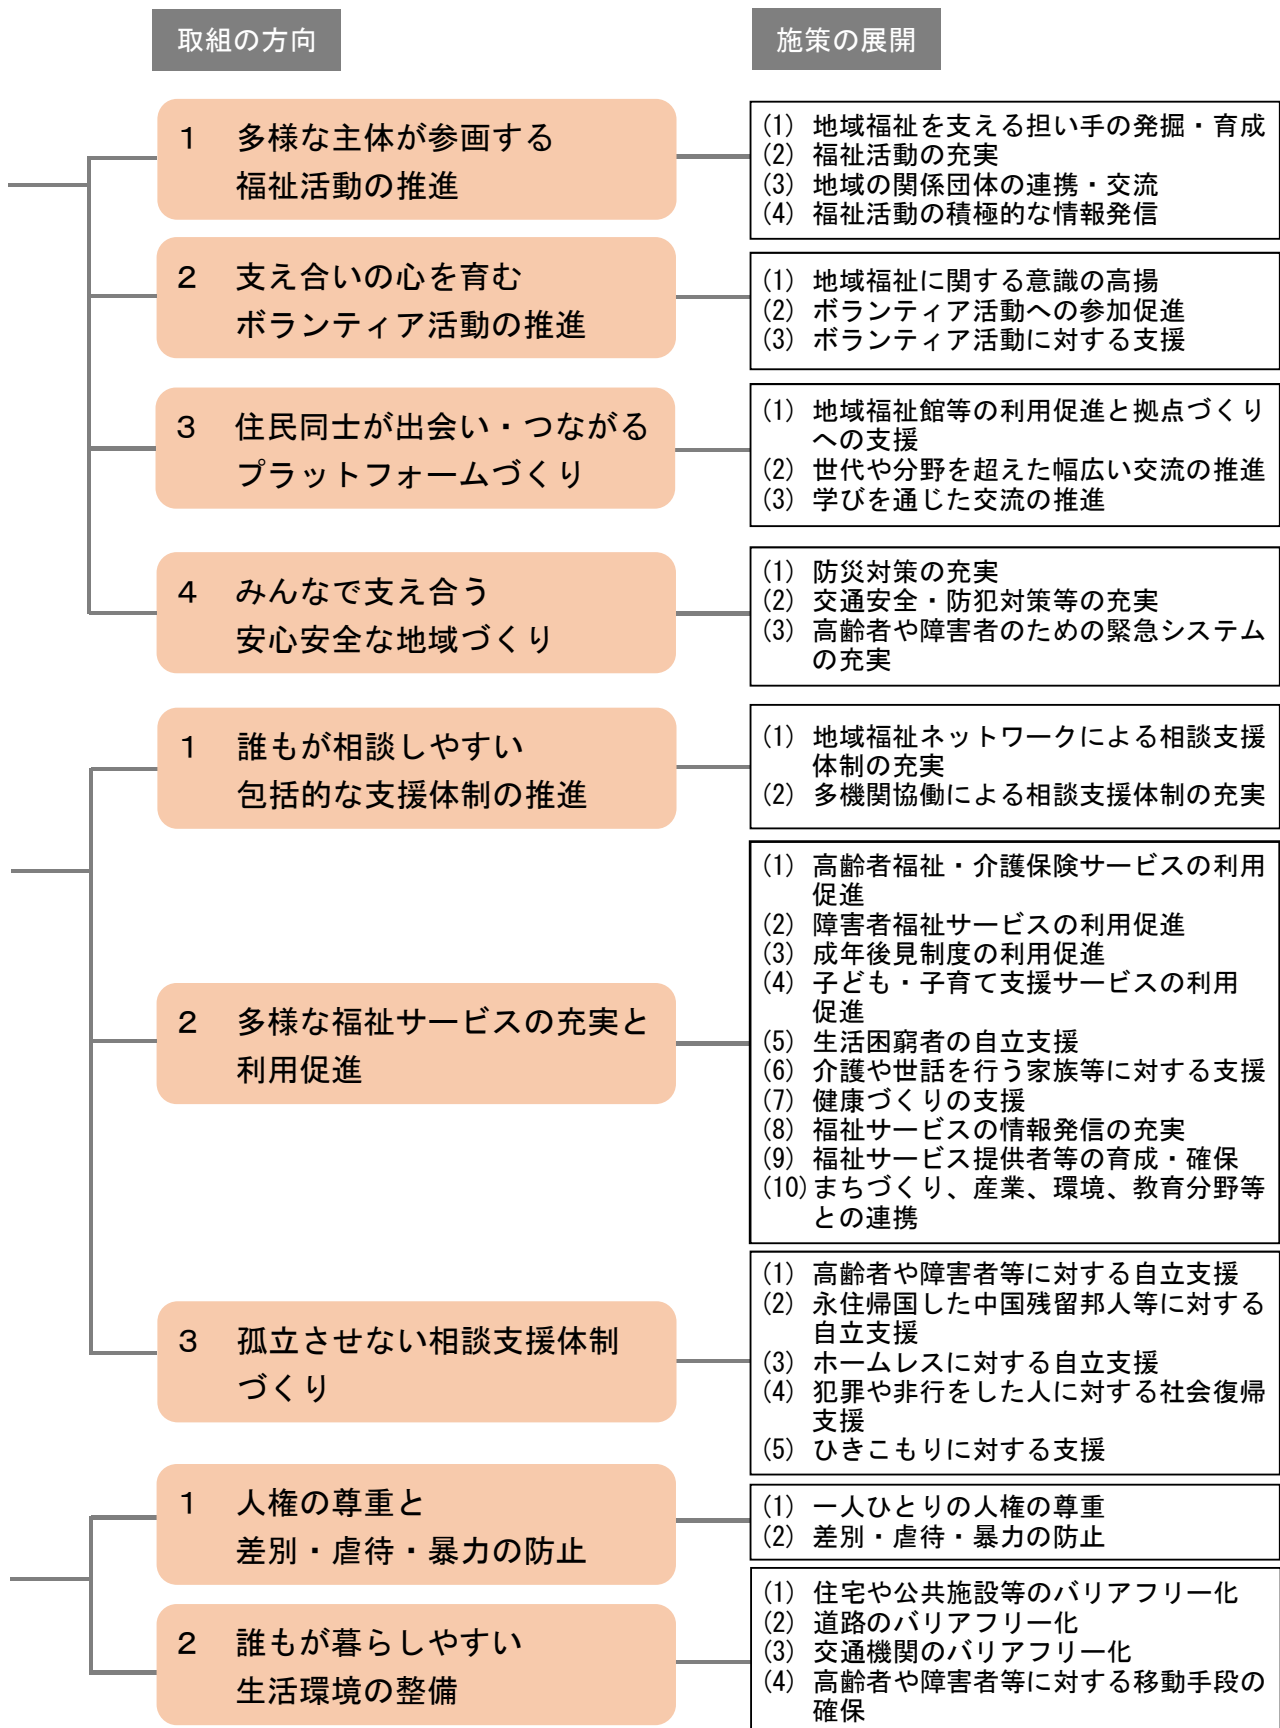 取組の方向
施策の展開
1 多様な主体が参画する
福祉活動の推進
(1) 地域福祉を支える担い手の発掘・育成
(2) 福祉活動の充実
(3) 地域の関係団体の連携・交流
(4) 福祉活動の積極的な情報発信
2 支え合いの心を育む
ボランティア活動の推進
(1) 地域福祉に関する意識の高揚
(2) ボランティア活動への参加促進
(3) ボランティア活動に対する支援
3 住民同士が出会い・つながる
プラットフォームづくり
(1) 地域福祉館等の利用促進と拠点づくり
への支援
(2) 世代や分野を超えた幅広い交流の推進
(3) 学びを通じた交流の推進
4 みんなで支え合う
安心安全な地域づくり
(1) 防災対策の充実
(2) 交通安全・防犯対策等の充実
(3) 高齢者や障害者のための緊急システム
の充実
1 誰もが相談しやすい
包括的な支援体制の推進
(1) 地域福祉ネットワークによる相談支援
体制の充実
(2) 多機関協働による相談支援体制の充実
2 多様な福祉サービスの充実と
利用促進
(1) 高齢者福祉・介護保険サービスの利用
促進
(2) 障害者福祉サービスの利用促進
(3) 成年後見制度の利用促進
(4) 子ども・子育て支援サービスの利用
促進
(5) 生活困窮者の自立支援
(6) 介護や世話を行う家族等に対する支援
(7) 健康づくりの支援
(8) 福祉サービスの情報発信の充実
(9) 福祉サービス提供者等の育成・確保
(10) まちづくり、産業、環境、教育分野等
との連携
3 孤立させない相談支援体制
づくり
(1) 高齢者や障害者等に対する自立支援
(2) 永住帰国した中国残留邦人等に対する
自立支援
(3) ホームレスに対する自立支援
(4) 犯罪や非行をした人に対する社会復帰
支援
(5) ひきこもりに対する支援
1 人権の尊重と
差別・虐待・暴力の防止
(1) 一人ひとりの人権の尊重
(2) 差別・虐待・暴力の防止
2 誰もが暮らしやすい
生活環境の整備
(1) 住宅や公共施設等のバリアフリー化
(2) 道路のバリアフリー化
(3) 交通機関のバリアフリー化
(4) 高齢者や障害者等に対する移動手段の
確保